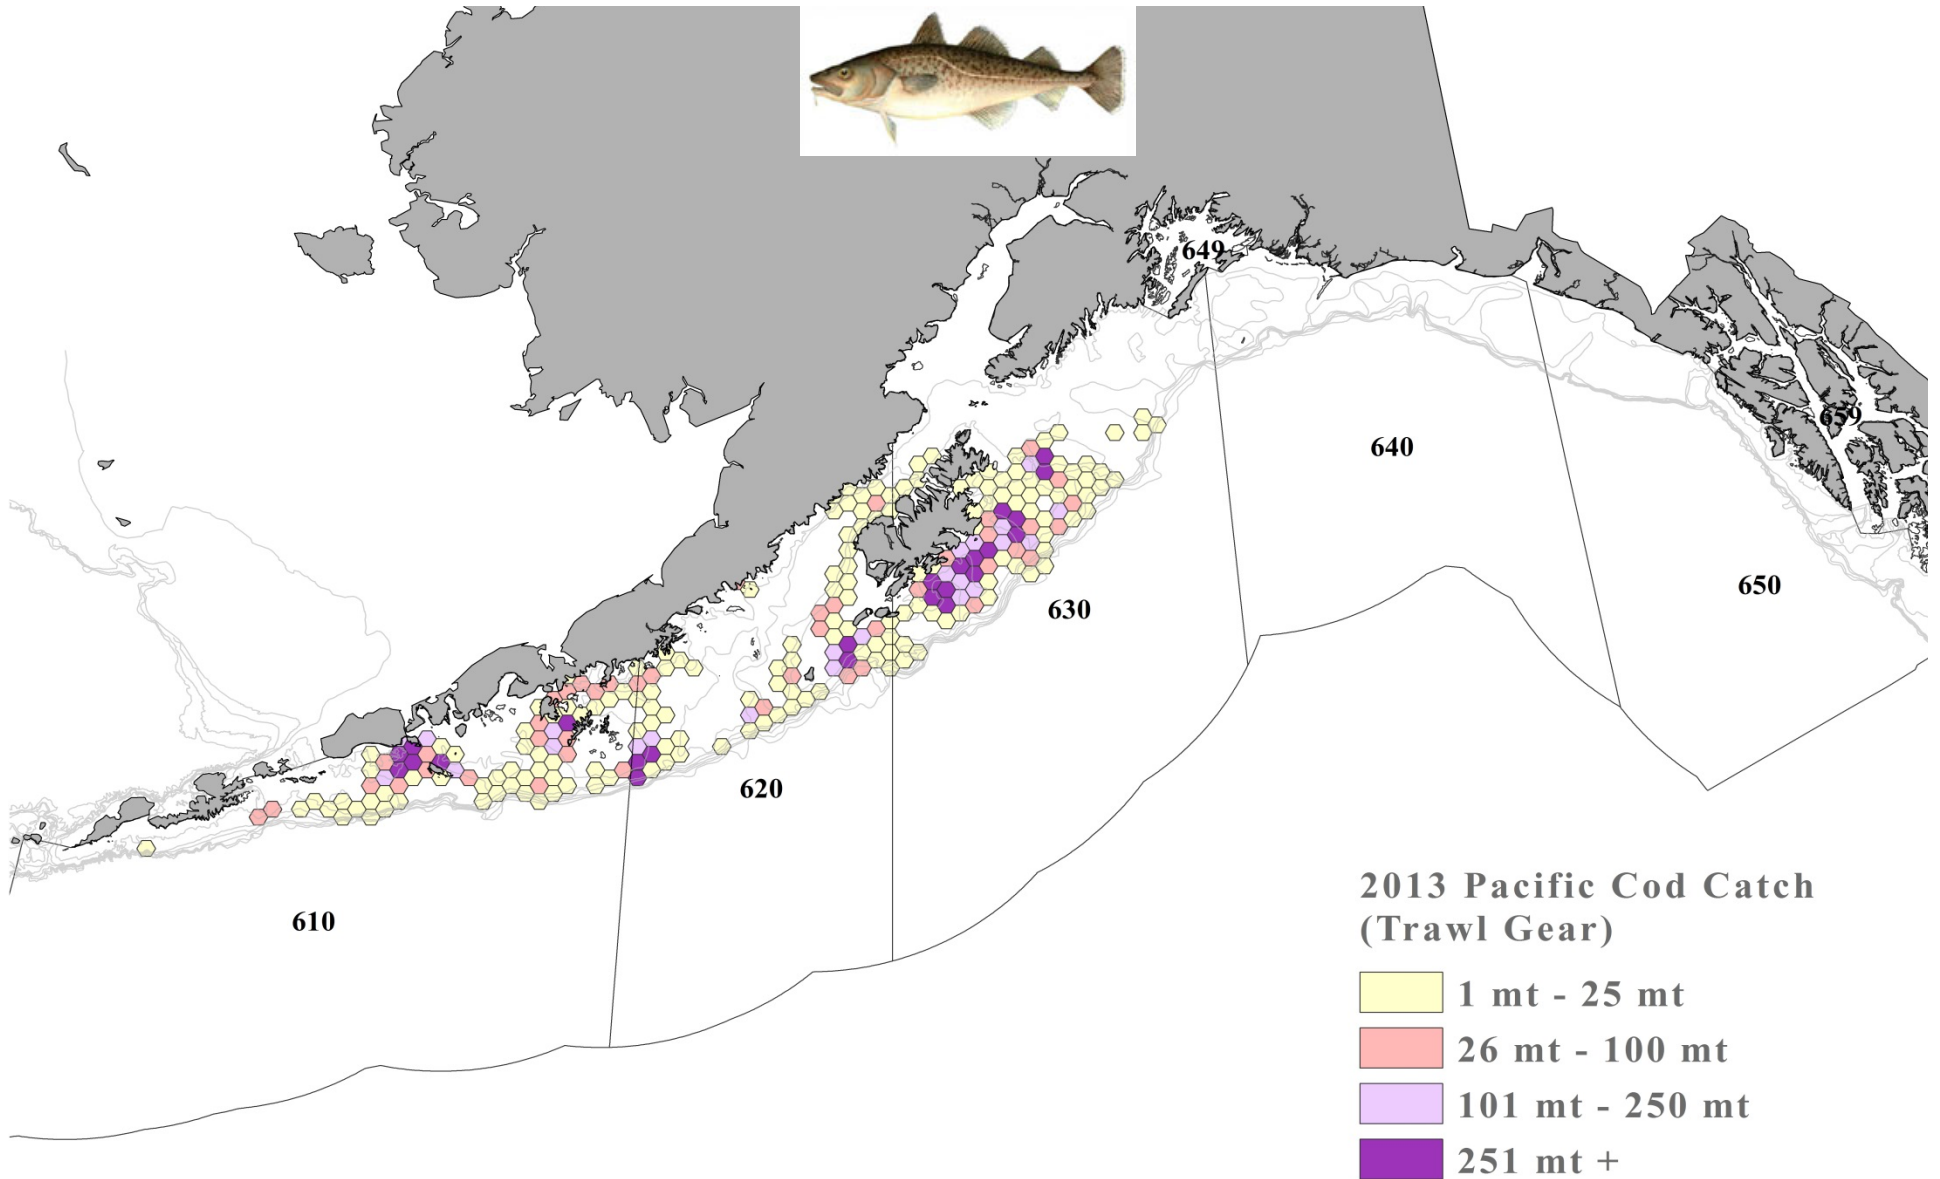 649
659
640
650
630
620
610
2013 Pacific Cod Catch
(Trawl Gear)
1 mt - 25 mt
26 mt - 100 mt
101 mt - 250 mt
251 mt +